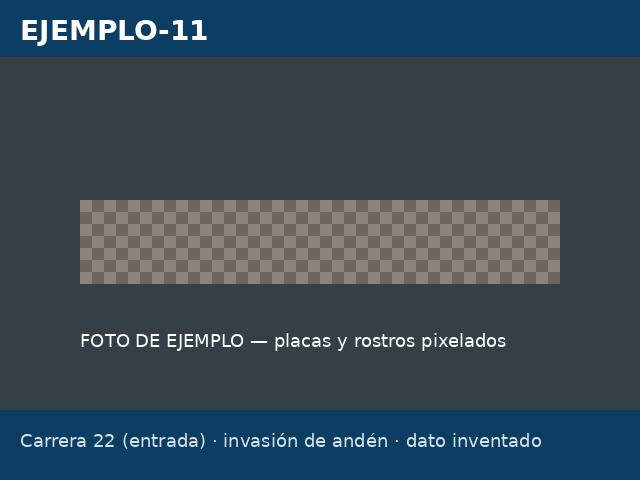 EJEMPLO-11
FOTO DE EJEMPLO — placas y rostros pixelados
Carrera 22 (entrada) · invasión de andén · dato inventado